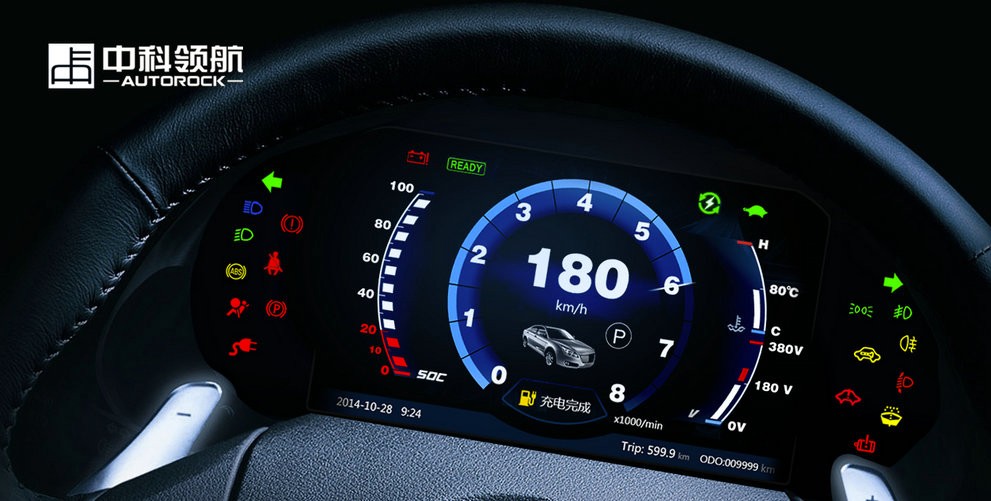 中科领航
AUTOROCK
READY
100
80
60
40
20
10
0
SOC
ABS
P
0
1
2
3
4
5
6
7
8
180
km/h
P
充电完成
x1000/min
H
80℃
C
380V
180 V
V
0V
2014-10-28 9:24
Trip: 599.9 km
ODO:009999 km